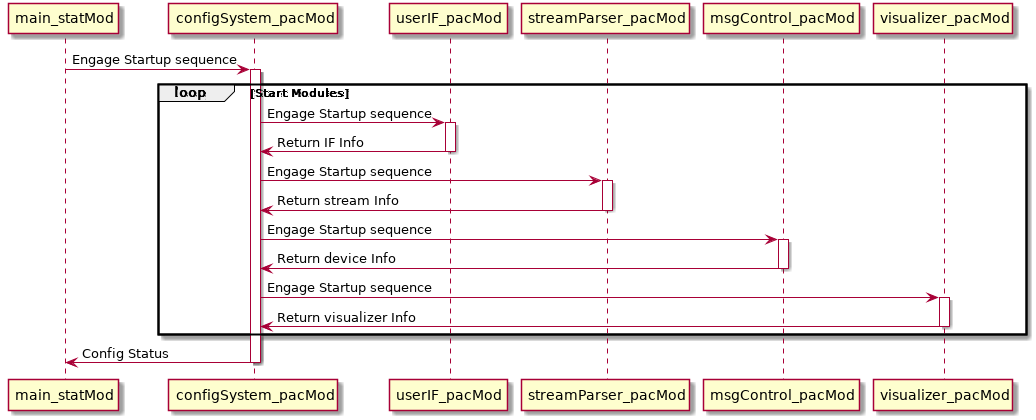 main_statMod configSystem_pacMod userIF_pacMod streamParser_pacMod msgControl_pacMod visualizer_pacMod
Engage Startup sequence
loop [Start Modules]
Engage Startup sequence
Return IF Info
Engage Startup sequence
Return stream Info
Engage Startup sequence
Return device Info
Engage Startup sequence
Return visualizer Info
Config Status
main_statMod configSystem_pacMod userIF_pacMod streamParser_pacMod msgControl_pacMod visualizer_pacMod